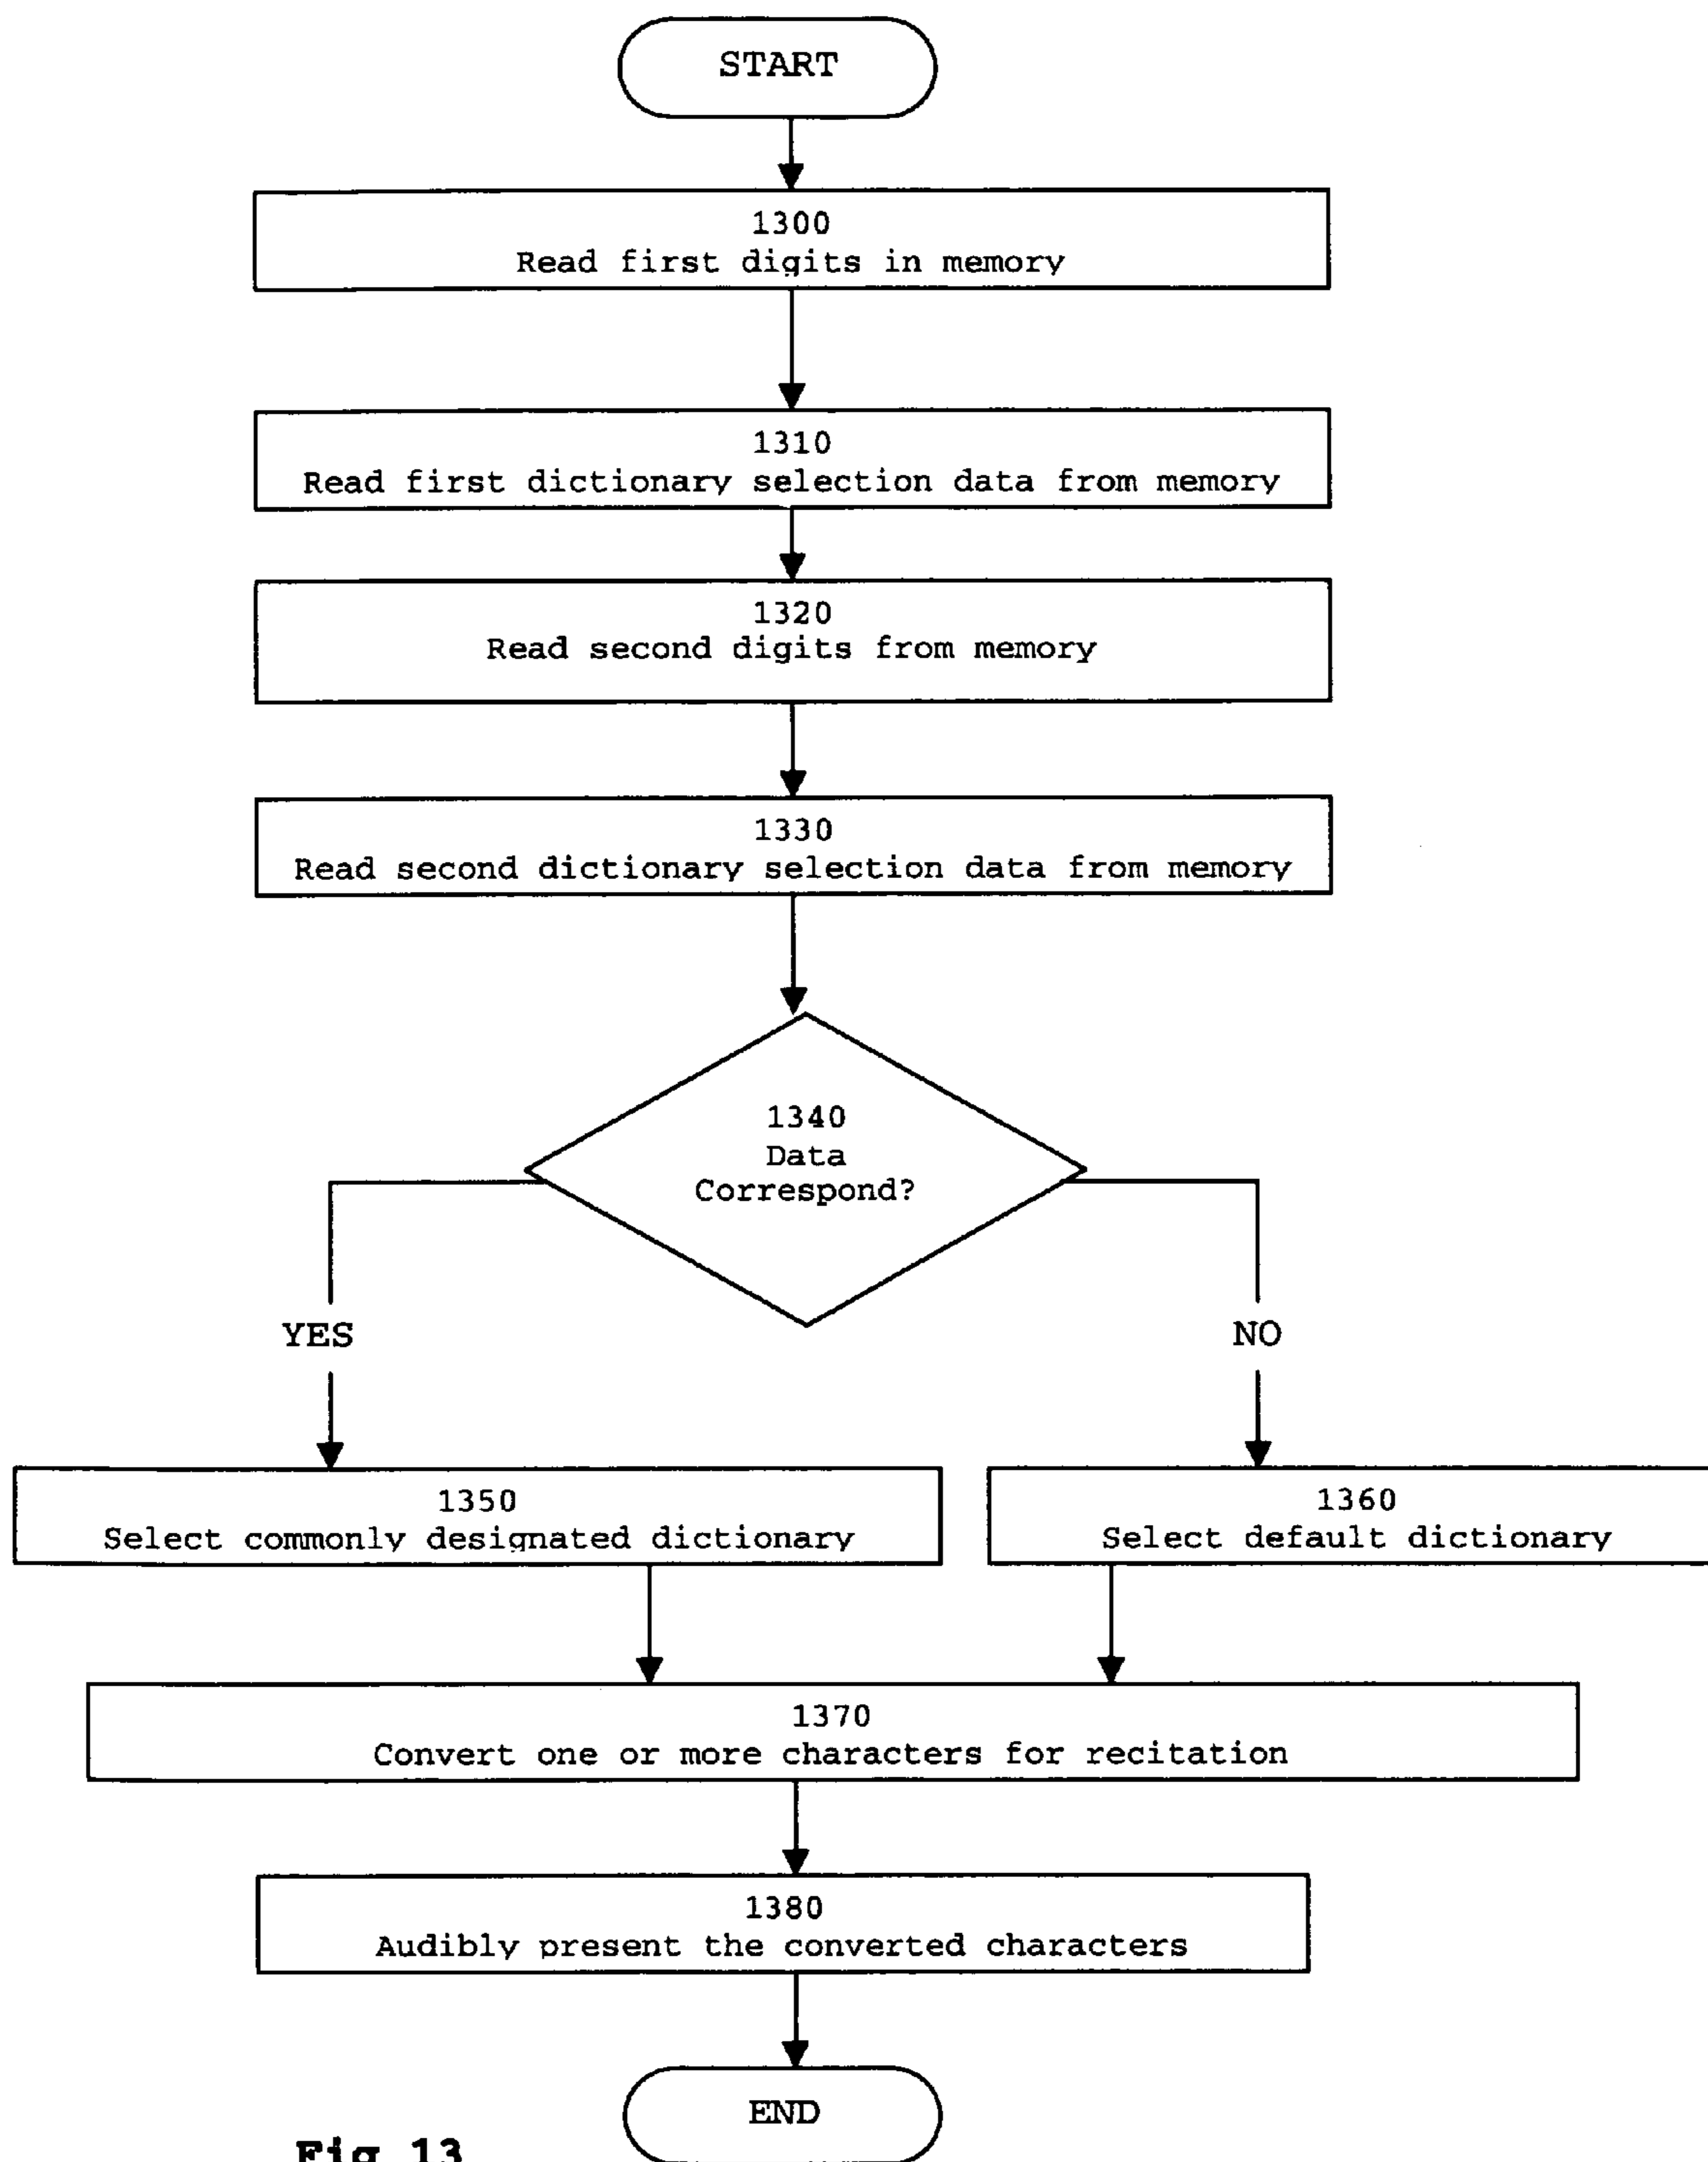 START
1300
Read first digits in memory
1310
Read first dictionary selection data from memory
1320
Read second digits from memory
1330
Read second dictionary selection data from memory
1340
Data
Correspond?
YES
NO
1350
Select commonly designated dictionary
1360
Select default dictionary
1370
Convert one or more characters for recitation
1380
Audibly present the converted characters
END
Fig 13